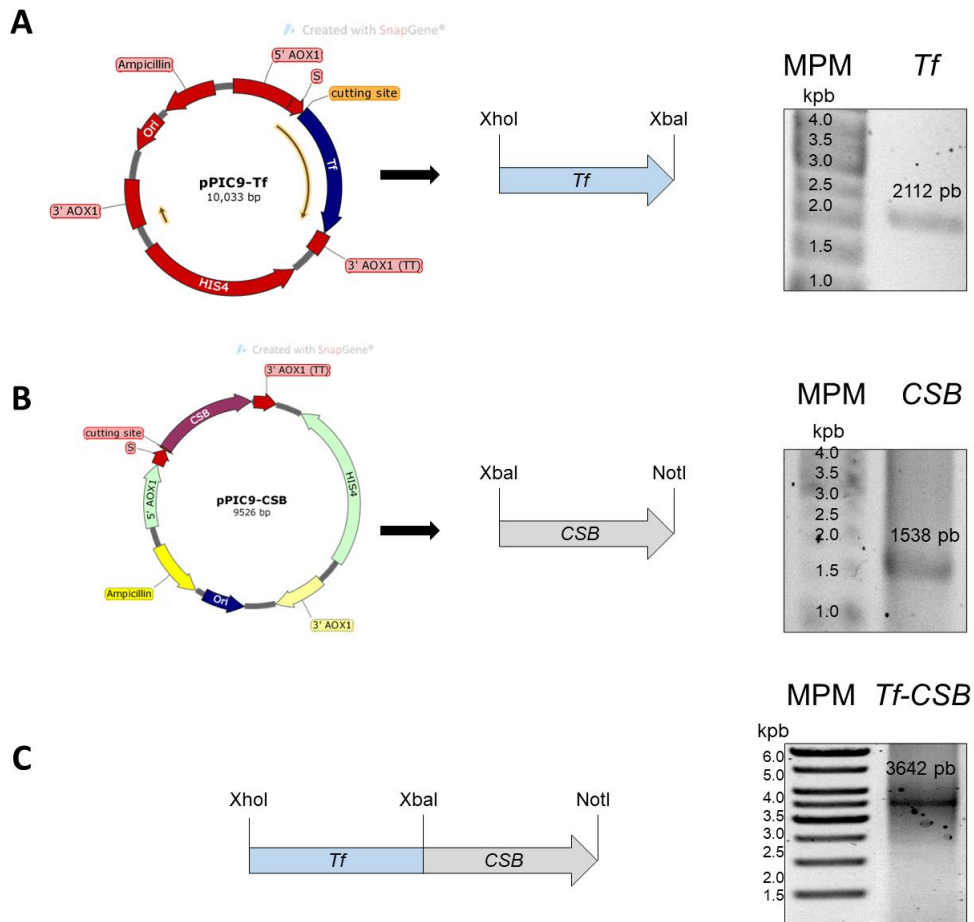 A
Created with SnapGene®
5' AOX1
Ampicillin
S
cutting site
Ori
Tf
pPIC9-Tf
10,033 bp
3' AOX1
3' AOX1 (TT)
HIS4
XhoI
XbaI
Tf
MPM
Tf
kpb
4.0
3.5
3.0
2.5
2.0
1.5
1.0
2112 pb
Created with SnapGene®
B
3' AOX1 (TT)
CSB
cutting site
S
5' AOX1
HIS4
pPIC9-CSB
9526 bp
Ampicillin
Ori
3' AOX1
XbaI
NotI
CSB
MPM
CSB
kpb
4.0
3.5
3.0
2.5
2.0
1.5
1.0
1538 pb
C
XhoI
XbaI
NotI
Tf
CSB
MPM
Tf-CSB
kpb
6.0
5.0
4.0
3.5
3.0
2.5
2.0
1.5
3642 pb